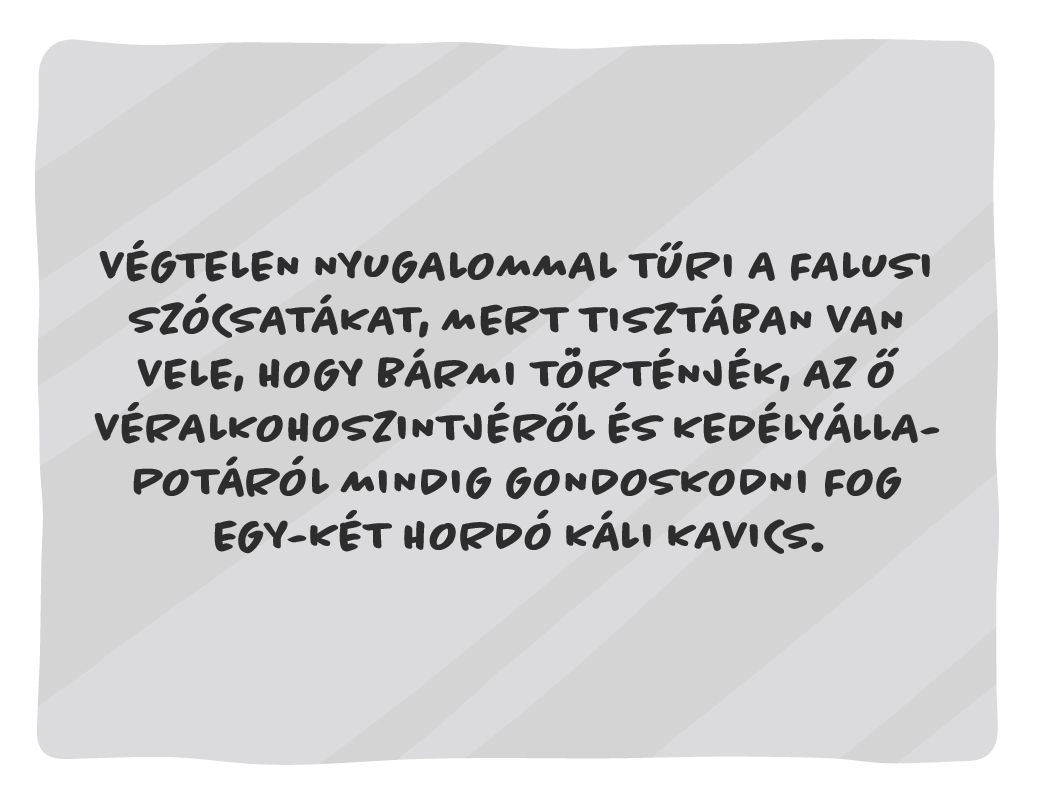 VÉGTELEN NYUGALOMMAL TŰRI A FALUSI
SZÓCSATÁKAT, MERT TISZTÁBAN VAN
VELE, HOGY BÁRMI TÖRTÉNJÉK, AZ Ő
VÉRALKOHOSZINTJÉRŐL ÉS KEDÉLYÁLLA-
POTÁRÓL MINDIG GONDOSKODNI FOG
EGY-KÉT HORDÓ KÁLI KAVICS.